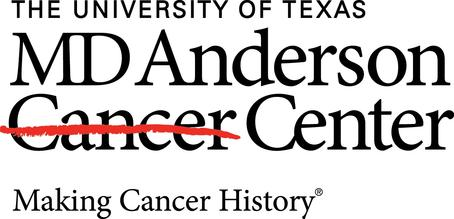 THE UNIVERSITY OF TEXAS
MD Anderson
Cancer Center
Making Cancer History®